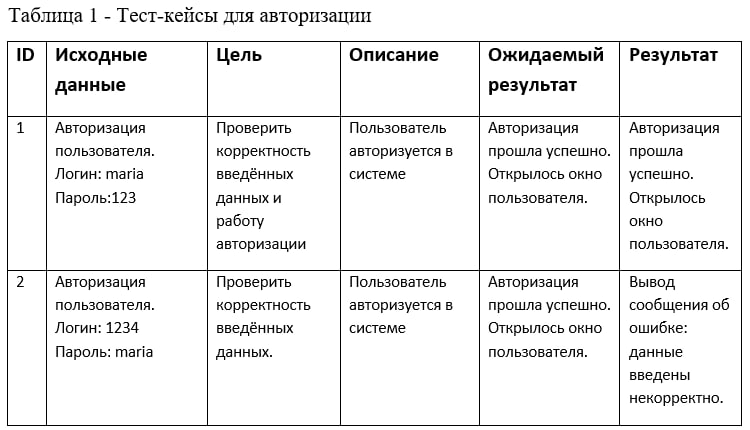 Таблица 1 - Тест-кейсы для авторизации
ID
Исходные
данные
Цель
Описание
Ожидаемый
результат
Результат
1
Авторизация
пользователя.
Логин: maria
Пароль:123
Проверить
корректность
введённых
данных и
работу
авторизации
Пользователь
авторизуется в
системе
Авторизация
прошла успешно.
Открылось окно
пользователя.
Авторизация
прошла
успешно.
Открылось
окно
пользователя.
2
Авторизация
пользователя.
Логин: 1234
Пароль: maria
Проверить
корректность
введённых
данных.
Пользователь
авторизуется в
системе
Авторизация
прошла успешно.
Открылось окно
пользователя.
Вывод
сообщения об
ошибке:
данные
введены
некорректно.